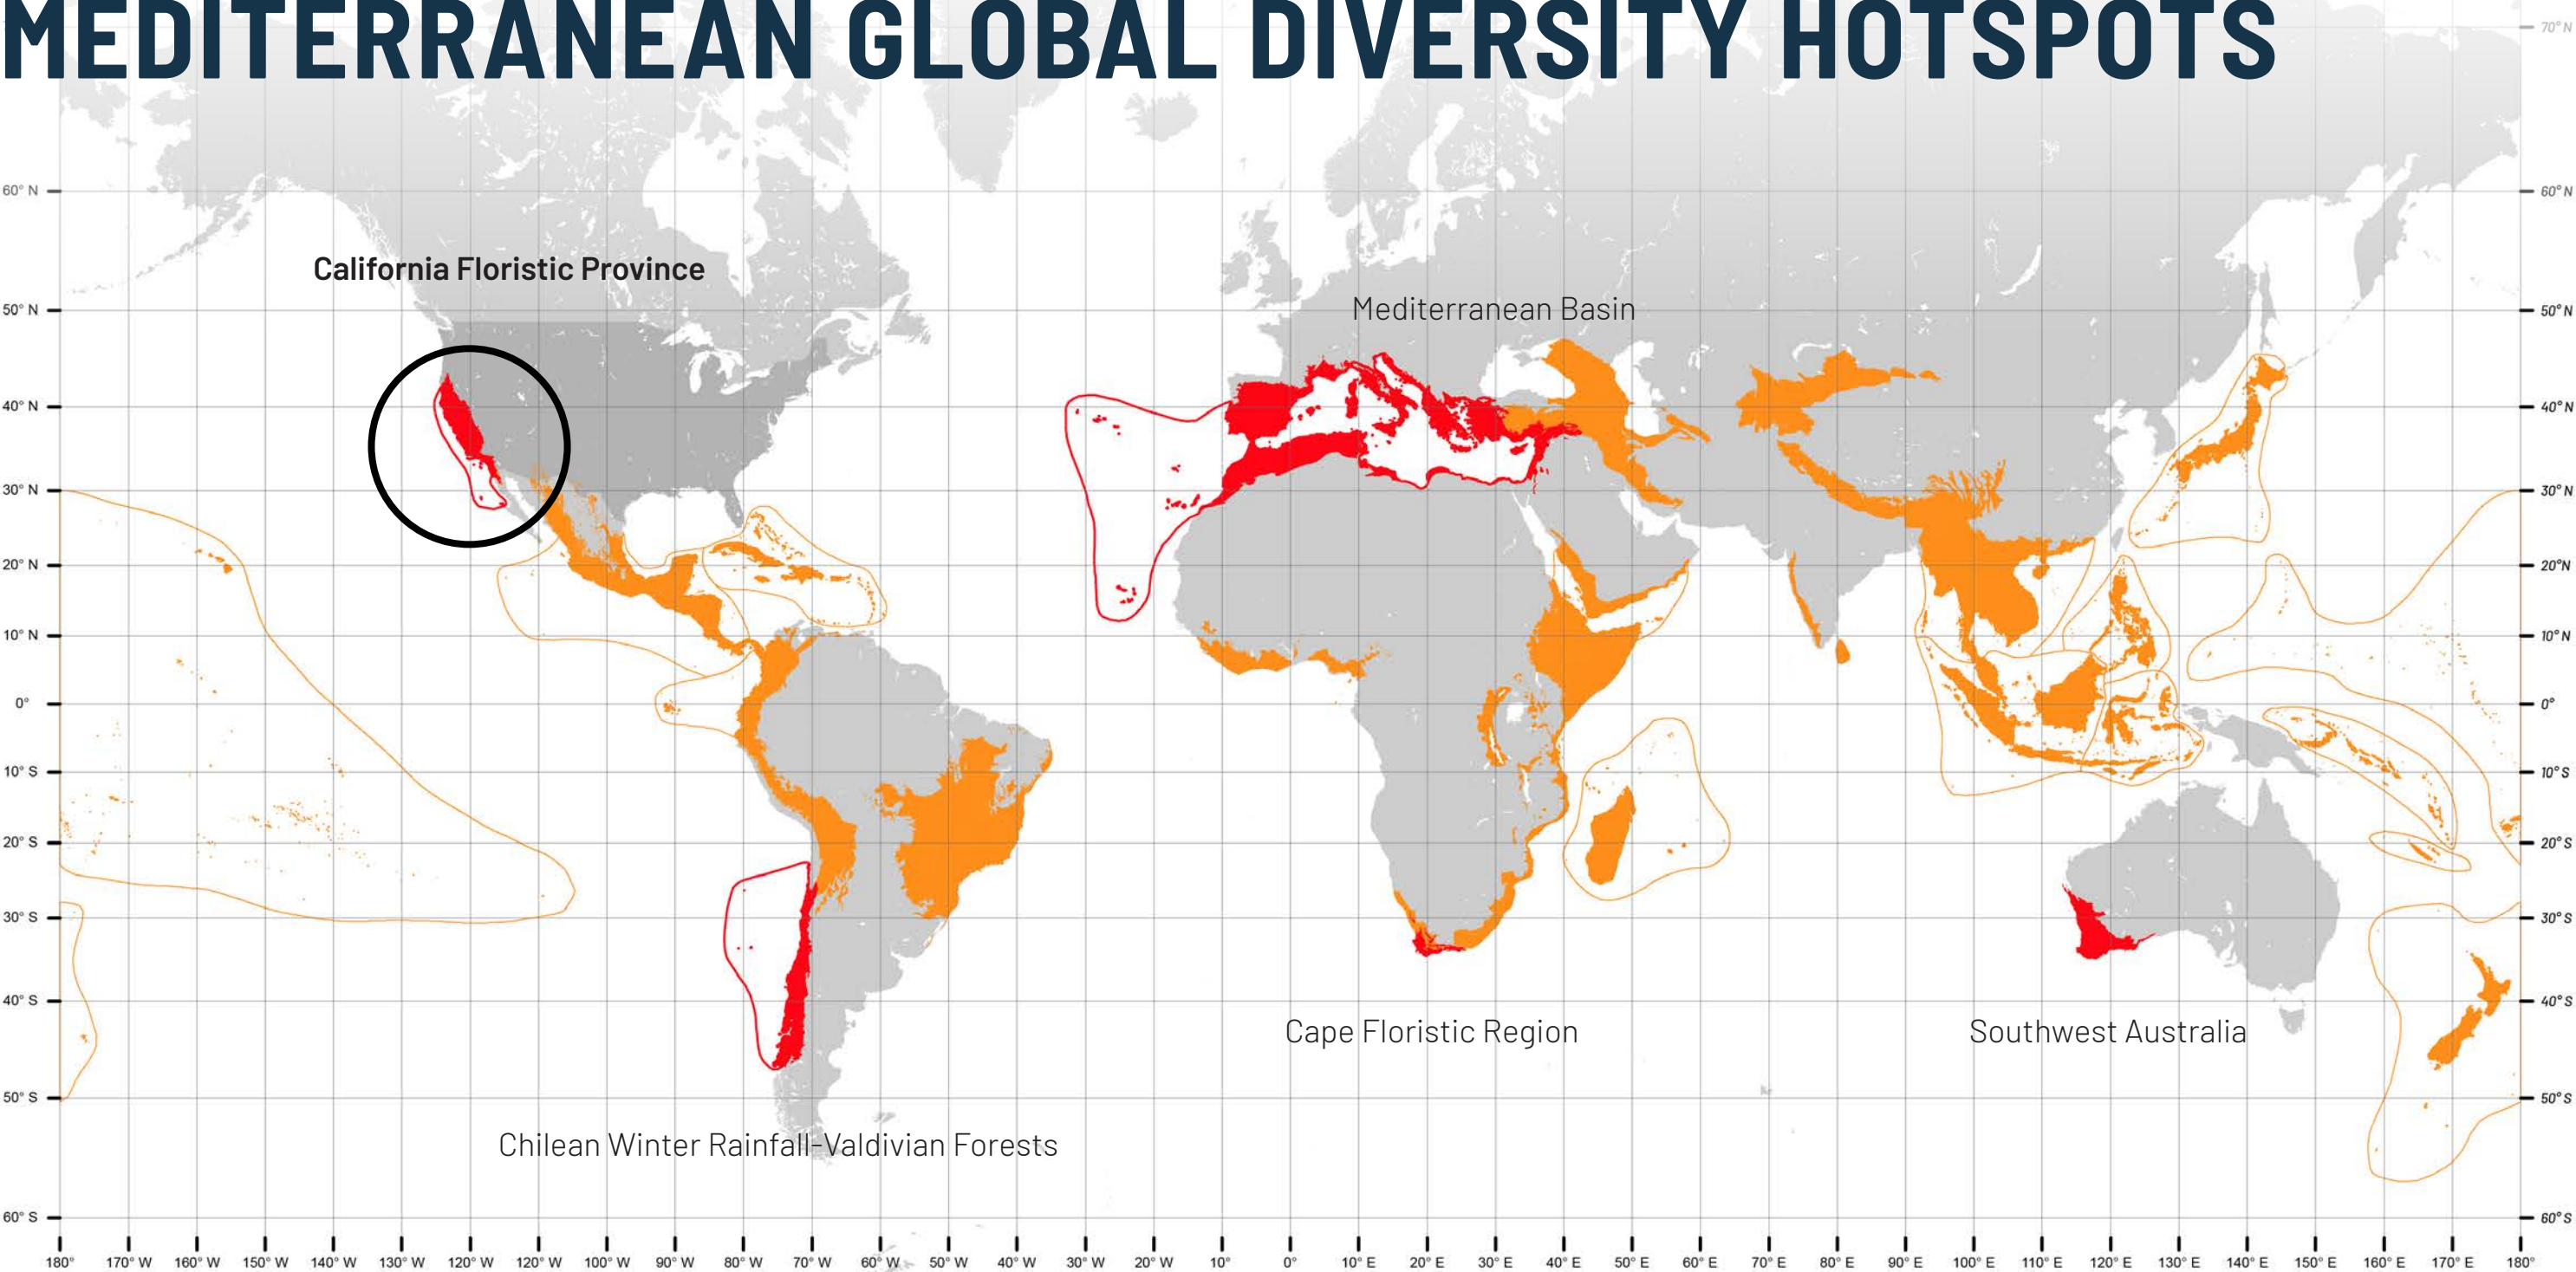 MEDITERRANEAN GLOBAL DIVERSITY HOTSPOTS
70° N
60° N
60° N
California Floristic Province
Mediterranean Basin
50° N
50° N
40° N
40° N
30° N
30° N
20° N
20° N
10° N
10° N
0°
0°
10° S
10° S
20° S
20° S
30° S
30° S
40° S
40° S
Cape Floristic Region
Southwest Australia
50° S
50° S
Chilean Winter Rainfall-Valdivian Forests
60° S
60° S
180° 170° W 160° W 150° W 140° W 130° W 120° W 120° W 100° W 90° W 80° W 70° W 60° W 50° W 40° W 30° W 20° W 10° 0° 10° E 20° E 30° E 40° E 50° E 60° E 70° E 80° E 90° E 100° E 110° E 120° E 130° E 140° E 150° E 160° E 170° E 180°